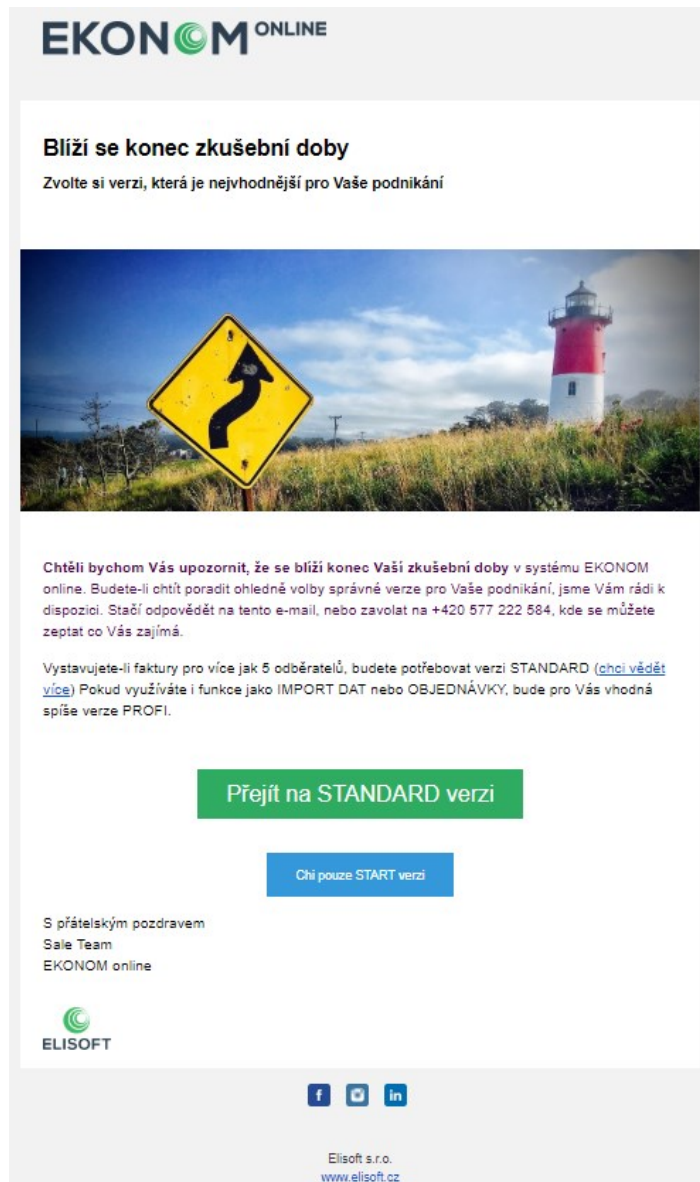 EKONOM ONLINE
Blíží se konec zkušební doby
Zvolte si verzi, která je nejvhodnější pro Vaše podnikání
Chtěli bychom Vás upozornit, že se blíží konec Vaší zkušební doby v systému EKONOM
online. Budete-li chtít poradit ohledně volby správné verze pro Vaše podnikání, jsme Vám rádi k
dispozici. Stačí odpovědět na tento e-mail, nebo zavolat na +420 577 222 584, kde se můžete
zeptat co Vás zajímá.
Vystavujete-li faktury pro více jak 5 odběratelů, budete potřebovat verzi STANDARD (chci vědět
více) Pokud využíváte i funkce jako IMPORT DAT nebo OBJEDNÁVKY, bude pro Vás vhodná
spíše verze PROFI.
Přejít na STANDARD verzi
Chi pouze START verzi
S přátelským pozdravem
Sale Team
EKONOM online
ELISOFT
f
in
Elisoft s.r.o.
www.elisoft.cz